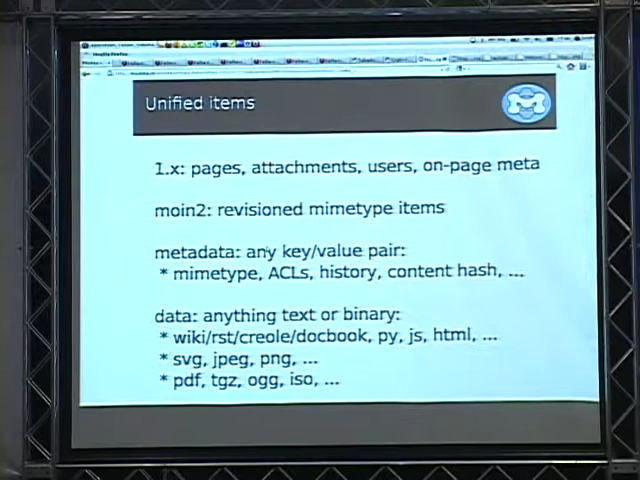 Unified items
1.x: pages, attachments, users, on-page meta
moin2: revisioned mimetype items
metadata: any key/value pair:
* mimetype, ACLs, history, content hash, ...
data: anything text or binary:
* wiki/rst/creole/docbook, py, js, html, ...
* svg, jpeg, png, ...
* pdf, tgz, ogg, iso, ...